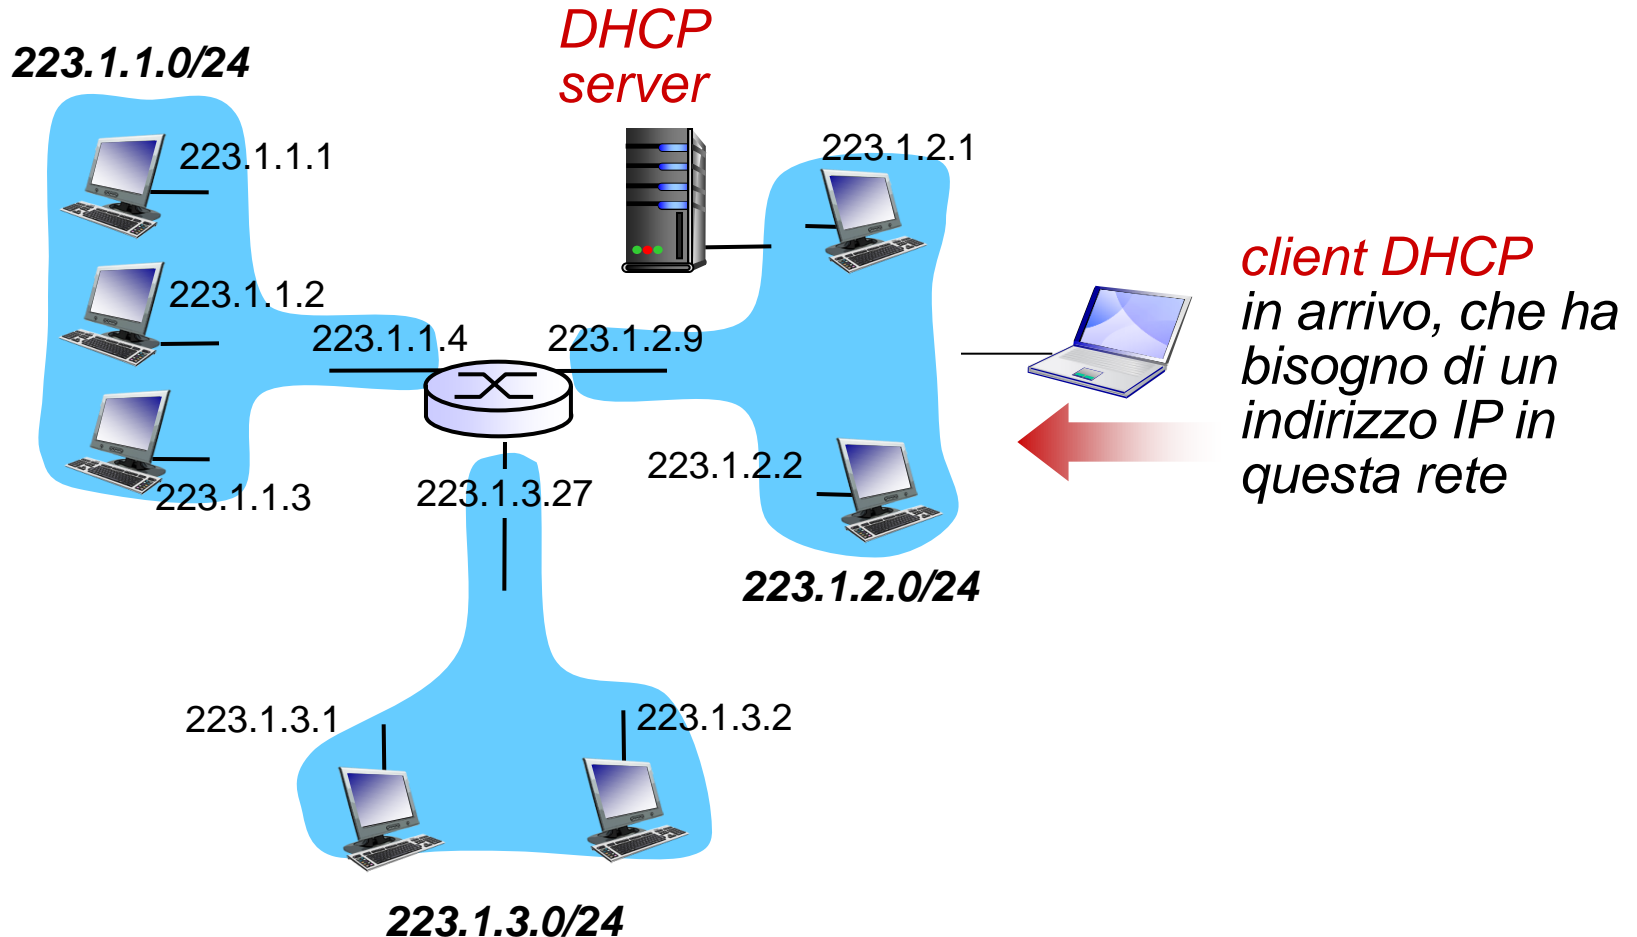 DHCP
server
223.1.1.0/24
223.1.1.1
223.1.2.1
223.1.1.2
223.1.1.4
223.1.2.9
client DHCP
in arrivo, che ha
bisogno di un
indirizzo IP in
questa rete
223.1.1.3
223.1.3.27
223.1.2.2
223.1.2.0/24
223.1.3.1
223.1.3.2
223.1.3.0/24